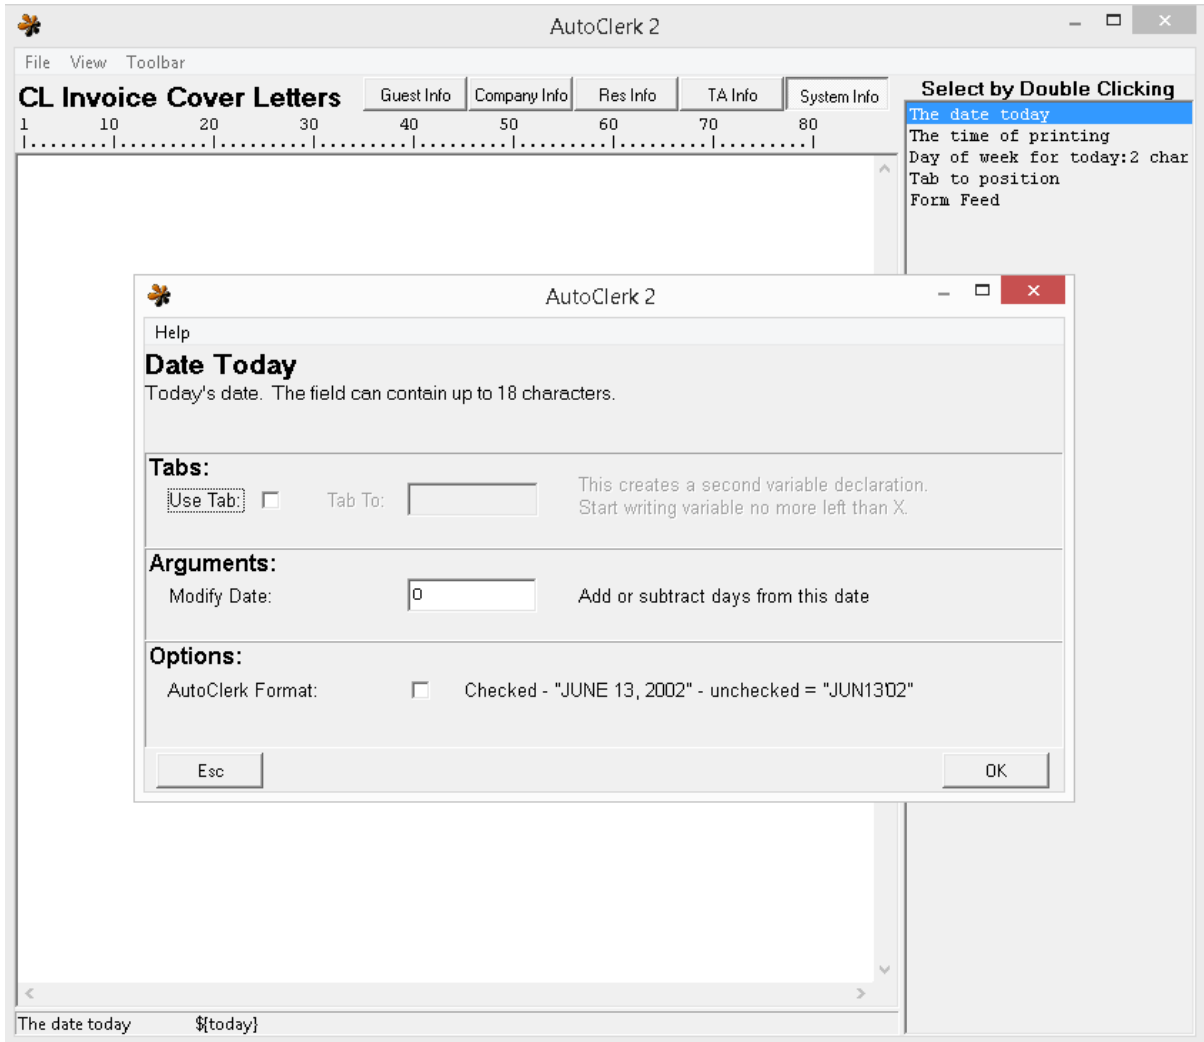 AutoClerk 2
File View Toolbar
CL Invoice Cover Letters
Guest Info Company Info Res Info TA Info System Info
1 10 20 30 40 50 60 70 80
Select by Double Clicking
The date today
The time of printing
Day of week for today:2 char
Tab to position
Form Feed
AutoClerk 2
Help
Date Today
Today's date. The field can contain up to 18 characters.
Tabs:
Use Tab: Tab To: This creates a second variable declaration.
Start writing variable no more left than X.
Arguments:
Modify Date: 0 Add or subtract days from this date
Options:
AutoClerk Format: Checked - "JUNE 13, 2002" - unchecked = "JUN13'02"
Esc OK
The date today ${today}